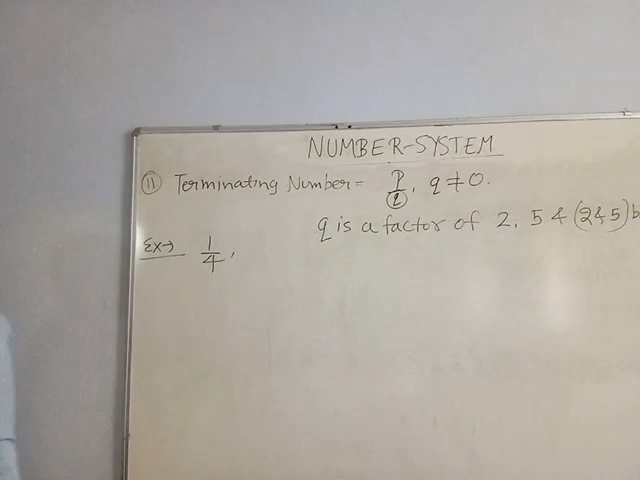 NUMBER-SYSTEM
11 Terminating Number = p/q, q ≠ 0.
q is a factor of 2, 5 & (2&5) b
Ex→ 1/4,